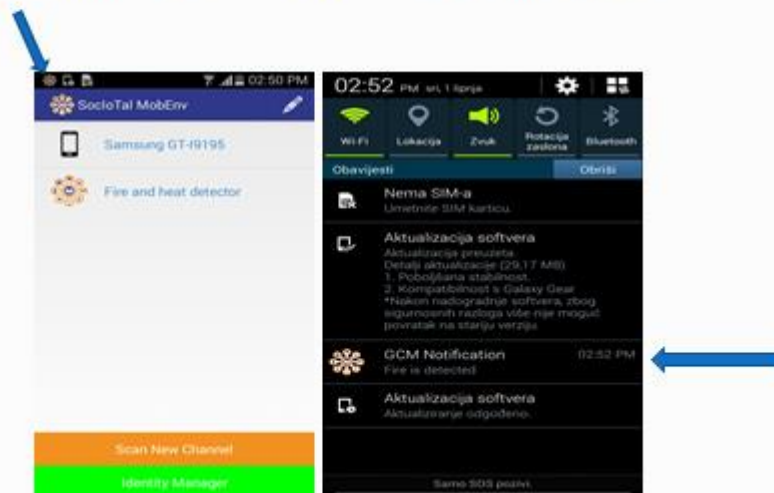 02:50 PM
SocIoTal MobEnv
Samsung GT-I9195
Fire and heat detector
Scan New Channel
Identity Manager
02:52 PM sri, 1 lipnja
Wi-Fi Lokacija Zvuk Rotacija zaslona Bluetooth
Obavijesti Obriši
Nema SIM-a
Umetnite SIM karticu.
Aktualizacija softvera
Aktualizacija preuzeta
Detalji aktualizacije (29,17 MB)
1. Poboljšana stabilnost.
2. Kompatibilnost s Galaxy Gear
*Nakon nadogradnje softvera, zbog
sigurnosnih razloga više nije moguć
povratak na stariju verziju
GCM Notification 02:52 PM
Fire is detected
Aktualizacija softvera
Aktualiziranje odgođeno.
Samo SOS pozivi